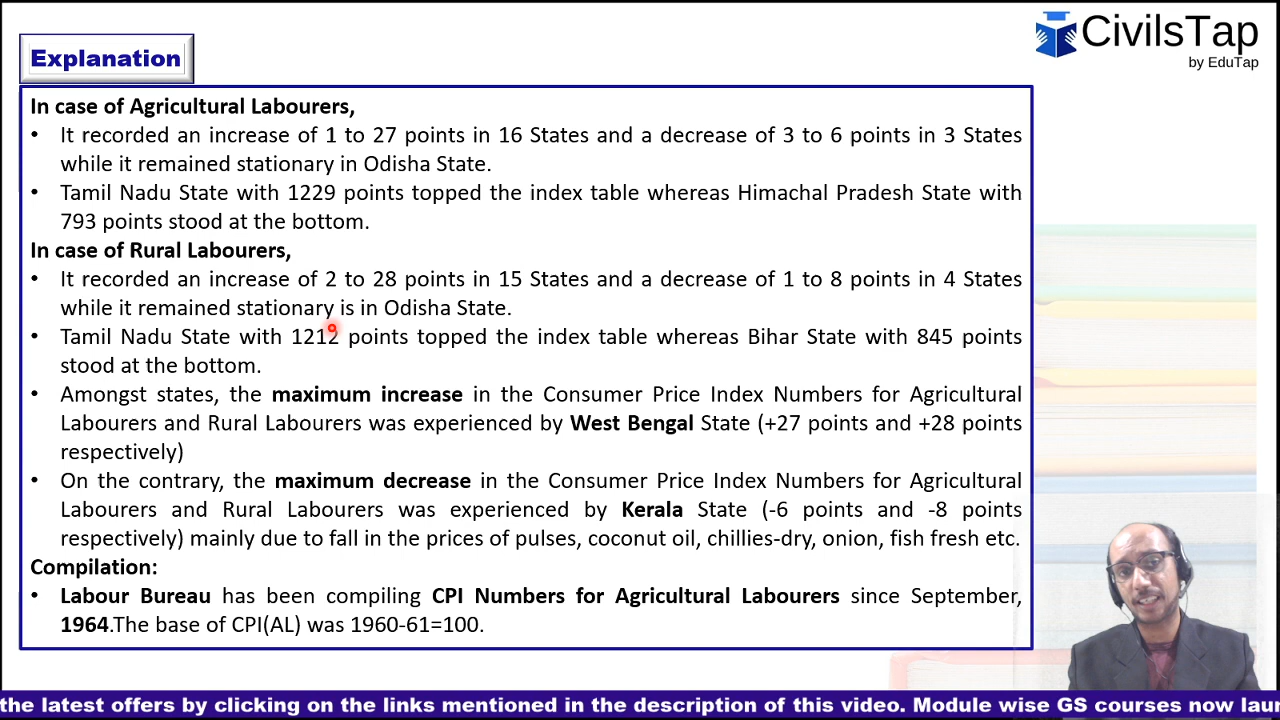 CivilsTap
by EduTap
Explanation
In case of Agricultural Labourers,
• It recorded an increase of 1 to 27 points in 16 States and a decrease of 3 to 6 points in 3 States
while it remained stationary in Odisha State.
• Tamil Nadu State with 1229 points topped the index table whereas Himachal Pradesh State with
793 points stood at the bottom.
In case of Rural Labourers,
• It recorded an increase of 2 to 28 points in 15 States and a decrease of 1 to 8 points in 4 States
while it remained stationary is in Odisha State.
• Tamil Nadu State with 1212 points topped the index table whereas Bihar State with 845 points
stood at the bottom.
• Amongst states, the maximum increase in the Consumer Price Index Numbers for Agricultural
Labourers and Rural Labourers was experienced by West Bengal State (+27 points and +28 points
respectively)
• On the contrary, the maximum decrease in the Consumer Price Index Numbers for Agricultural
Labourers and Rural Labourers was experienced by Kerala State (-6 points and -8 points
respectively) mainly due to fall in the prices of pulses, coconut oil, chillies-dry, onion, fish fresh etc.
Compilation:
• Labour Bureau has been compiling CPI Numbers for Agricultural Labourers since September,
1964.The base of CPI(AL) was 1960-61=100.
the latest offers by clicking on the links mentioned in the description of this video. Module wise GS courses now laun